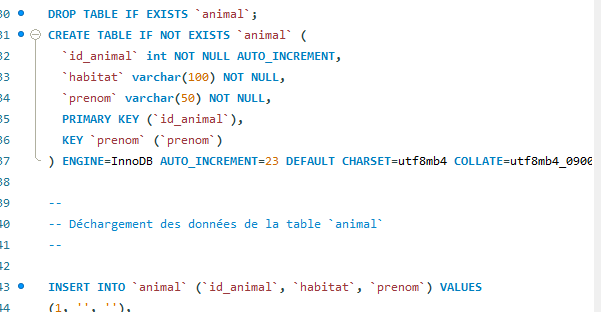 30 DROP TABLE IF EXISTS `animal`;
31 CREATE TABLE IF NOT EXISTS `animal` (
32 `id_animal` int NOT NULL AUTO_INCREMENT,
33 `habitat` varchar(100) NOT NULL,
34 `prenom` varchar(50) NOT NULL,
35 PRIMARY KEY (`id_animal`),
36 KEY `prenom` (`prenom`)
37 ) ENGINE=InnoDB AUTO_INCREMENT=23 DEFAULT CHARSET=utf8mb4 COLLATE=utf8mb4_0900
38
39 --
40 -- Déchargement des données de la table `animal`
41 --
42
43 INSERT INTO `animal` (`id_animal`, `habitat`, `prenom`) VALUES
44 (1, '', ''),